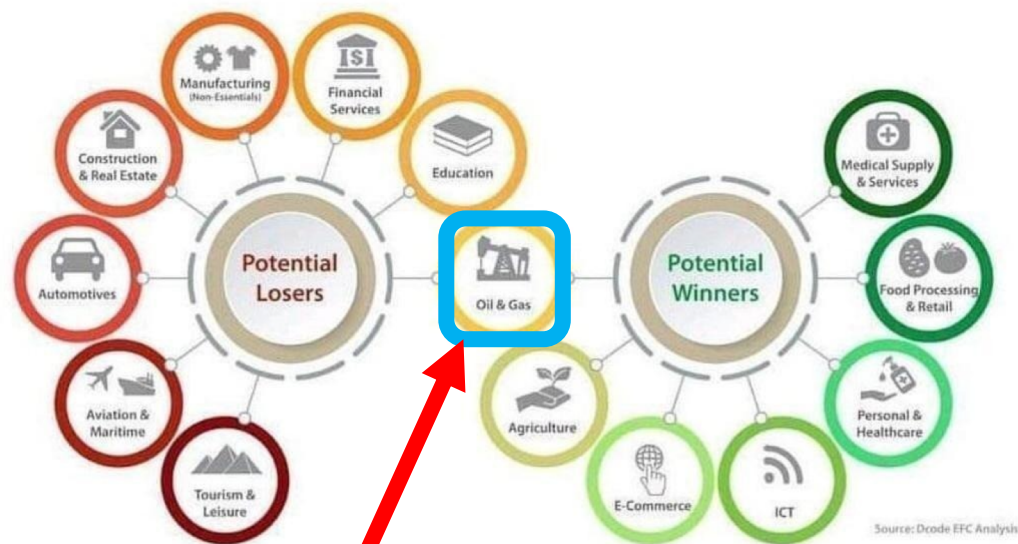 Manufacturing
(Non-Essentials)
Financial
Services
Construction
& Real Estate
Education
Automotives
Potential
Losers
Oil & Gas
Aviation &
Maritime
Tourism &
Leisure
Potential
Winners
Medical Supply
& Services
Food Processing
& Retail
Personal &
Healthcare
Agriculture
E-Commerce
ICT
Source: Dcode EFC Analysis